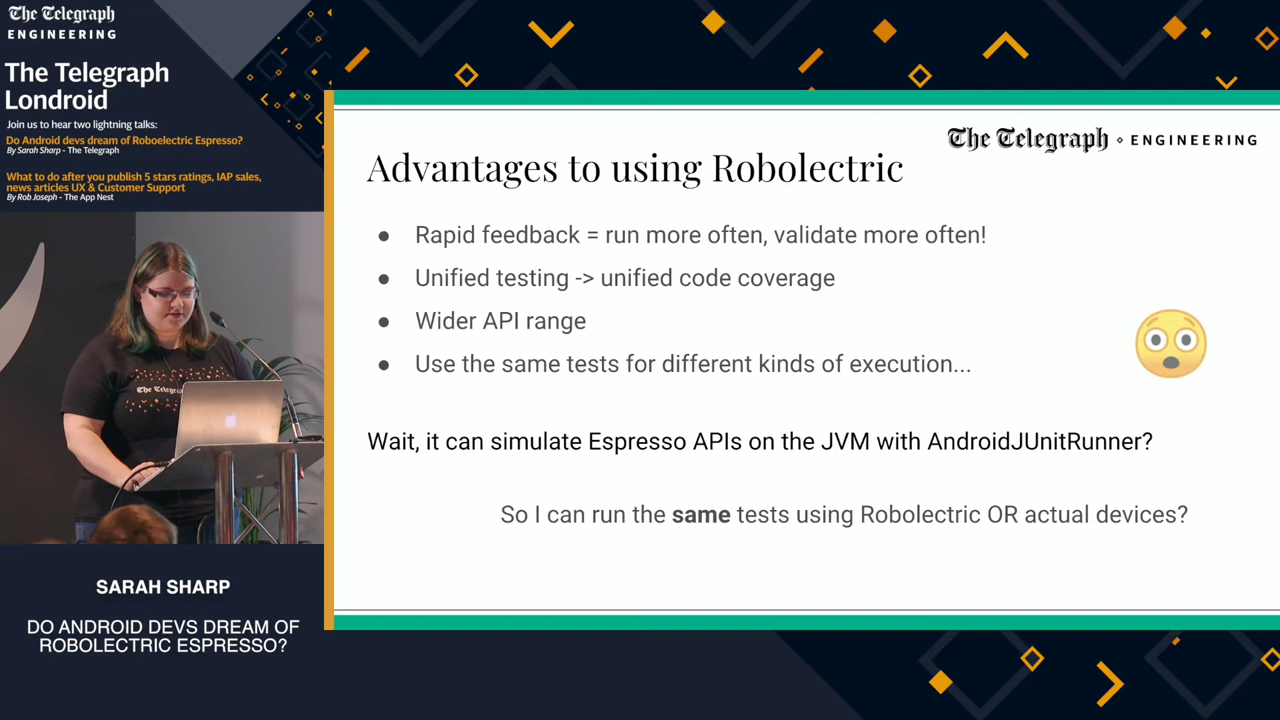 The Telegraph
ENGINEERING
The Telegraph
Londroid
Join us to hear two lightning talks:
Do Android devs dream of Roboelectric Espresso?
By Sarah Sharp - The Telegraph
What to do after you publish 5 stars ratings, IAP sales,
news articles UX & Customer Support
By Rob Joseph - The App Nest
The Telegraph ENGINEERING
Advantages to using Robolectric
● Rapid feedback = run more often, validate more often!
● Unified testing -> unified code coverage
● Wider API range
● Use the same tests for different kinds of execution...
Wait, it can simulate Espresso APIs on the JVM with AndroidJUnitRunner?
So I can run the same tests using Robolectric OR actual devices?
The Telegraph
SARAH SHARP
DO ANDROID DEVS DREAM OF
ROBOLECTRIC ESPRESSO?